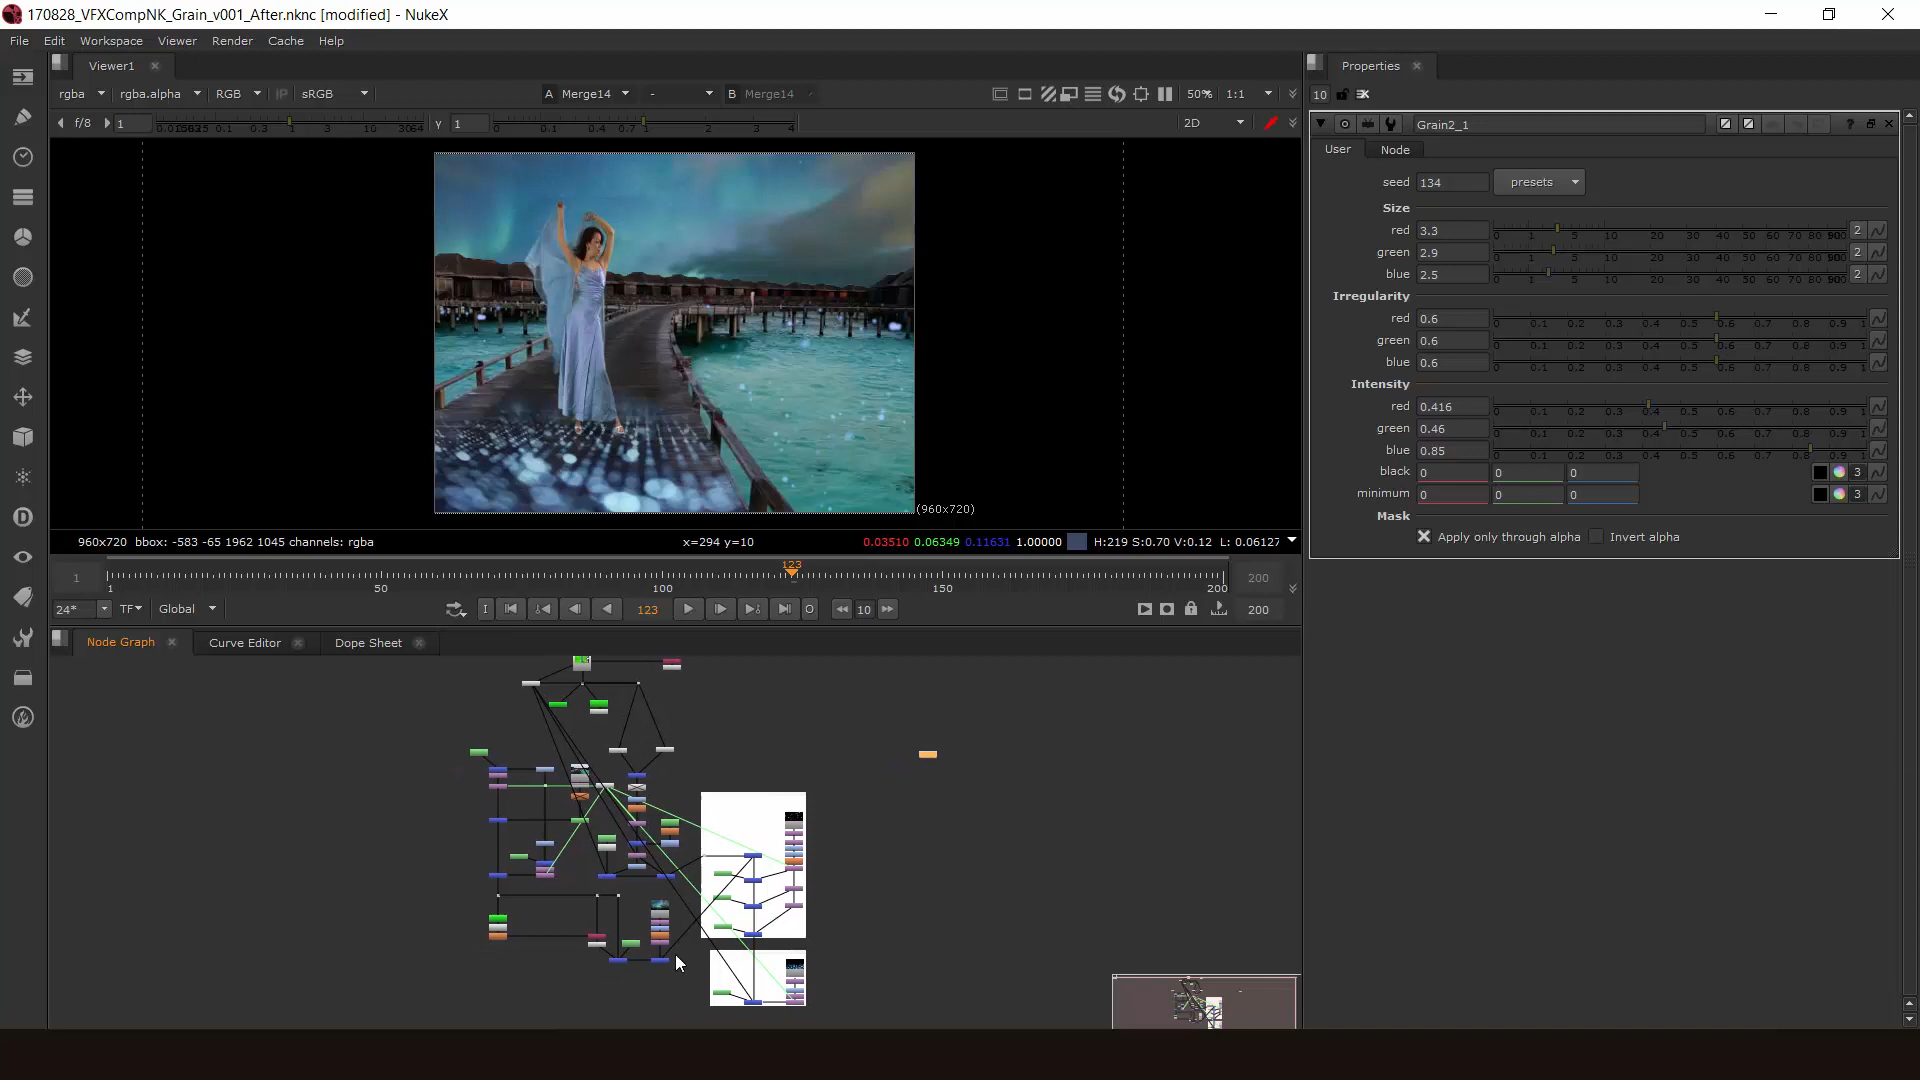 170828_VFXCompNK_Grain_v001_After.nknc [modified] - NukeX
File Edit Workspace Viewer Render Cache Help
Viewer1
Properties
rgba rgba.alpha RGB IP sRGB A Merge14 - B Merge14 50% 1:1
10
f/8 1 0.1 0.3 1 3 10 30 64 y 1 0 0.1 0.4 0.7 1 2 3 4 2D
Grain2_1
User Node
seed 134 presets
Size
red 3.3 0 1 5 10 20 30 40 50 60 70 80 2
green 2.9 0 1 5 10 20 30 40 50 60 70 80 2
blue 2.5 0 1 5 10 20 30 40 50 60 70 80 2
Irregularity
red 0.6 0 0.1 0.2 0.3 0.4 0.5 0.6 0.7 0.8 0.9 1
green 0.6 0 0.1 0.2 0.3 0.4 0.5 0.6 0.7 0.8 0.9 1
blue 0.6 0 0.1 0.2 0.3 0.4 0.5 0.6 0.7 0.8 0.9 1
Intensity
red 0.416 0 0.1 0.2 0.3 0.4 0.5 0.6 0.7 0.8 0.9 1
green 0.46 0 0.1 0.2 0.3 0.4 0.5 0.6 0.7 0.8 0.9 1
blue 0.85 0 0.1 0.2 0.3 0.4 0.5 0.6 0.7 0.8 0.9 1
black 0 0 0 3
minimum 0 0 0 3
Mask
Apply only through alpha Invert alpha
(960x720)
960x720 bbox: -583 -65 1962 1045 channels: rgba x=294 y=10 0.03510 0.06349 0.11631 1.00000 H:219 S:0.70 V:0.12 L: 0.06127
1 1 50 100 123 150 200 200
24* TF Global I 123 O 10 200
Node Graph Curve Editor Dope Sheet